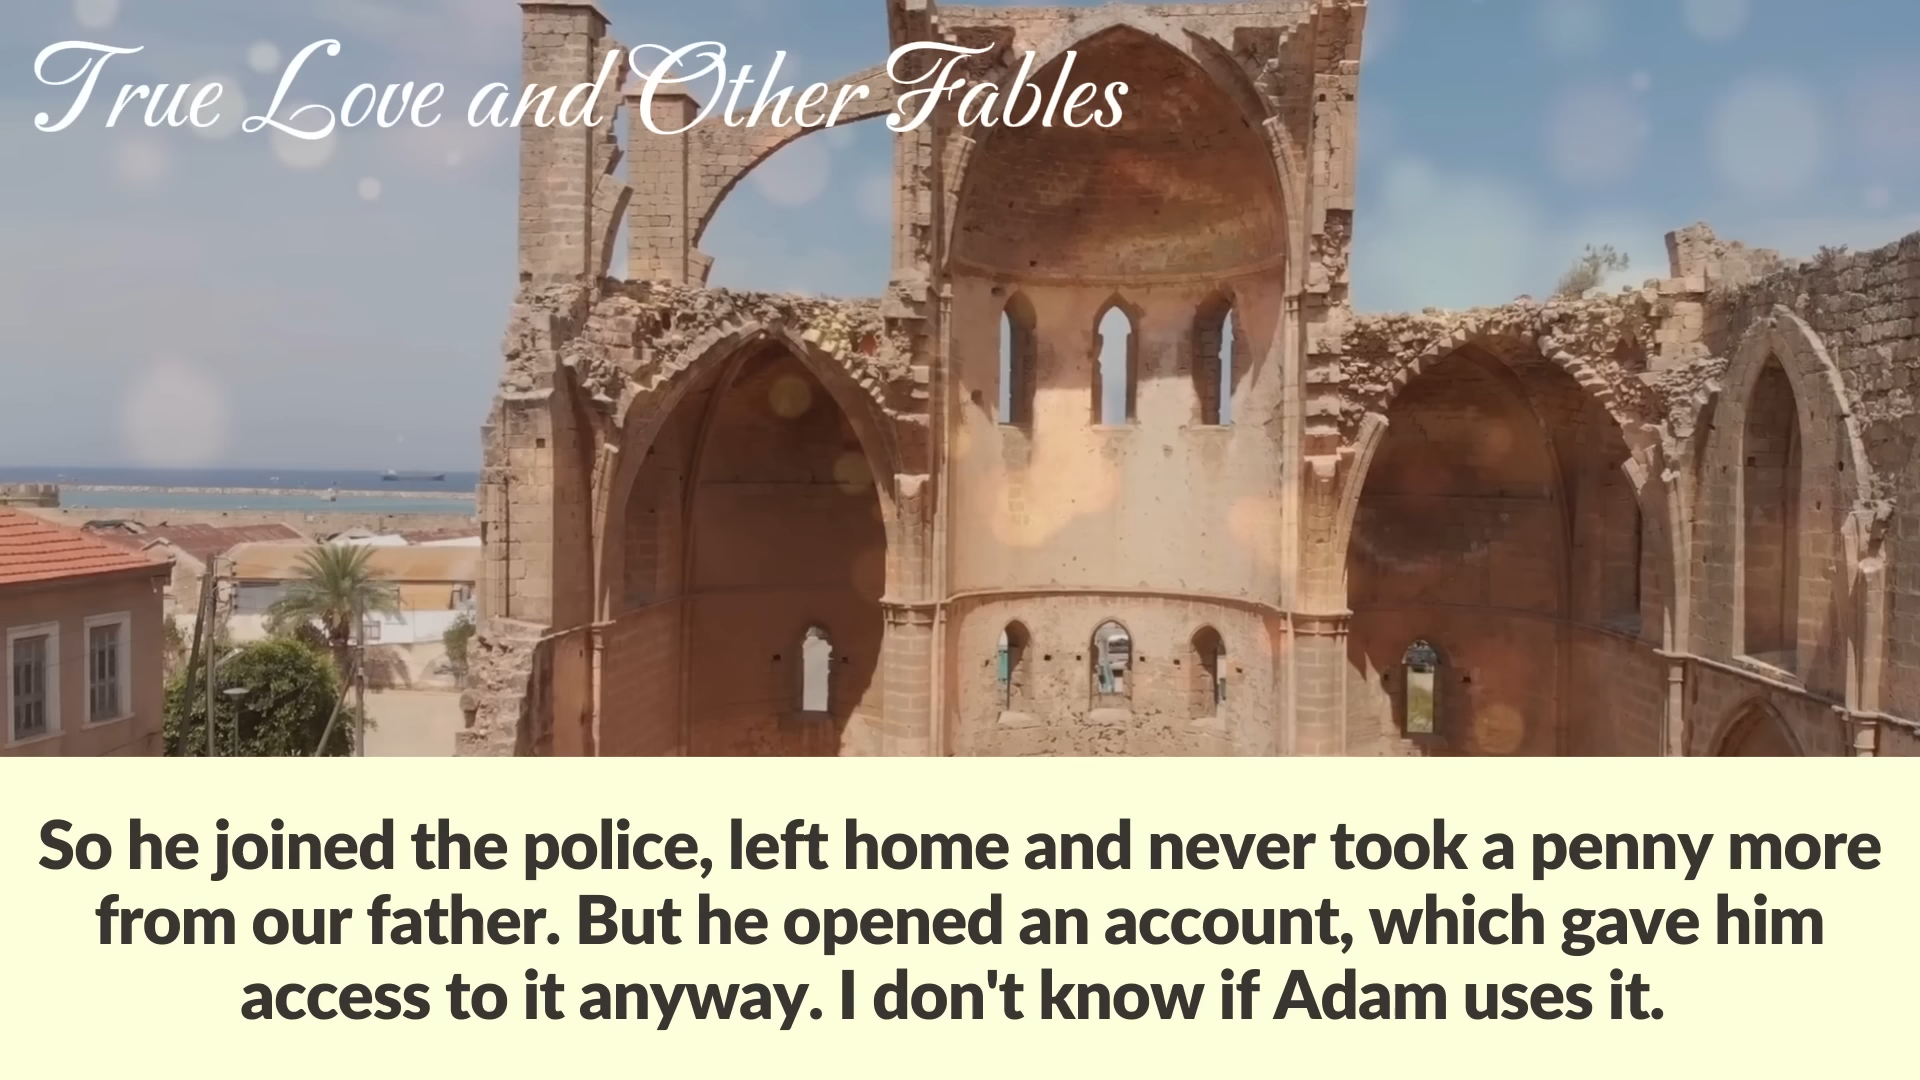 True Love and Other Fables
So he joined the police, left home and never took a penny more
from our father. But he opened an account, which gave him
access to it anyway. I don't know if Adam uses it.